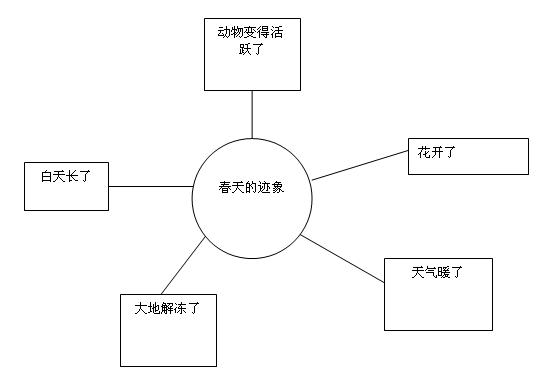 动物变得活
跃了
花开了
白天长了
春天的迹象
天气暖了
大地解冻了